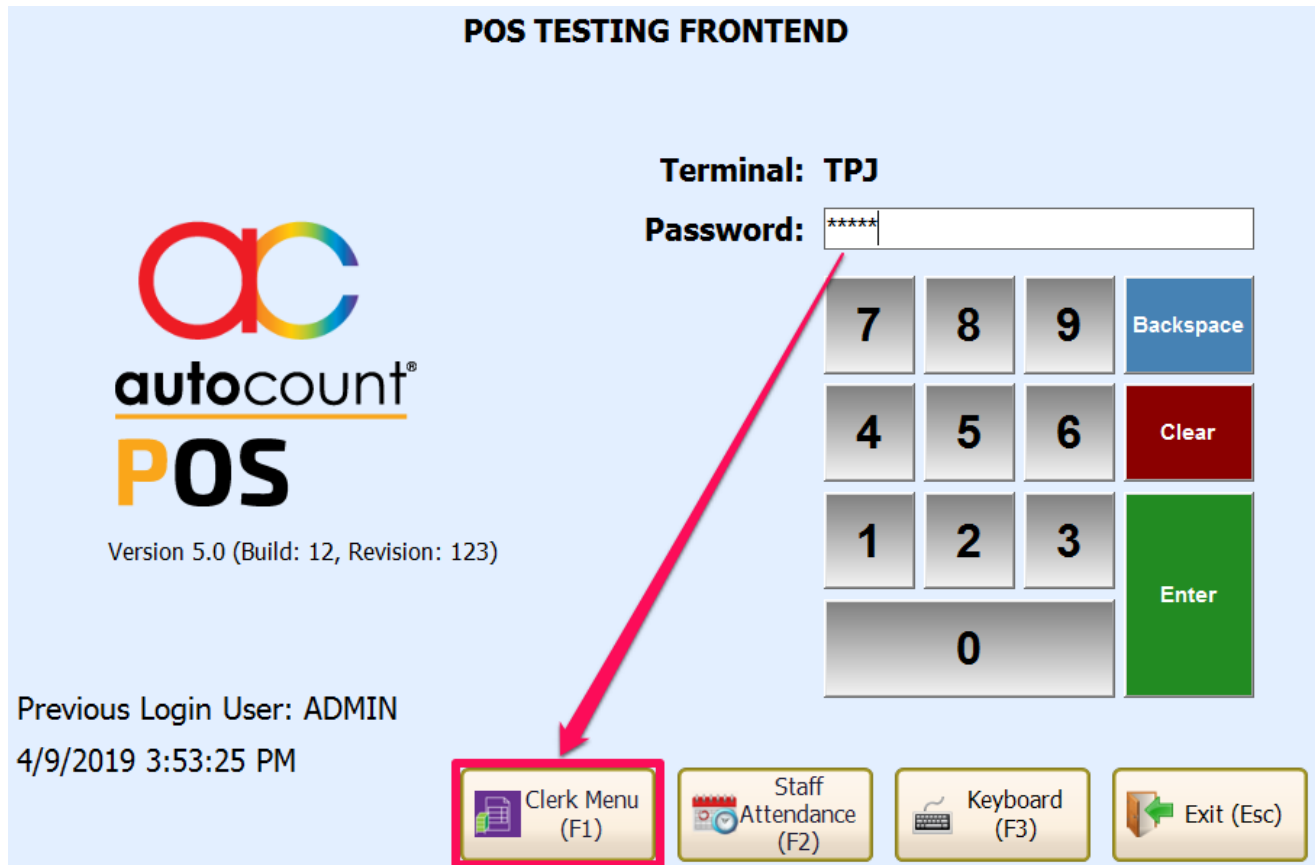 POS TESTING FRONTEND
Terminal: TPJ
Password: *****
7 8 9 Backspace
4 5 6 Clear
1 2 3
Enter
0
ac
autocount®
POS
Version 5.0 (Build: 12, Revision: 123)
Previous Login User: ADMIN
4/9/2019 3:53:25 PM
Clerk Menu
(F1)
Staff
Attendance
(F2)
Keyboard
(F3)
Exit (Esc)